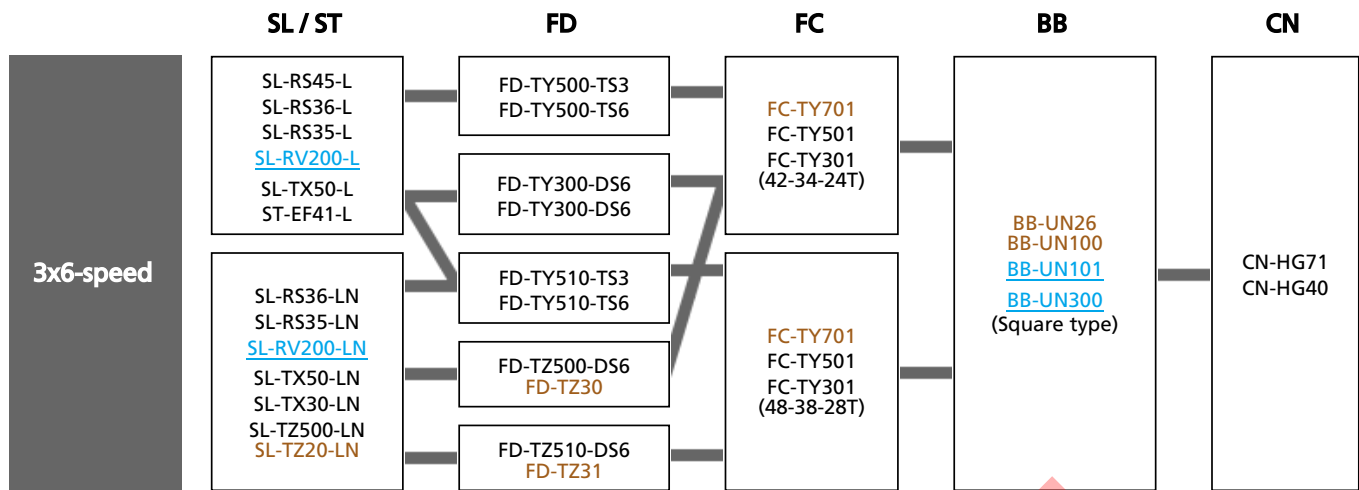 SL / ST
FD
FC
BB
CN
3x6-speed
SL-RS45-L
SL-RS36-L
SL-RS35-L
SL-RV200-L
SL-TX50-L
ST-EF41-L
SL-RS36-LN
SL-RS35-LN
SL-RV200-LN
SL-TX50-LN
SL-TX30-LN
SL-TZ500-LN
SL-TZ20-LN
FD-TY500-TS3
FD-TY500-TS6
FD-TY300-DS6
FD-TY300-DS6
FD-TY510-TS3
FD-TY510-TS6
FD-TZ500-DS6
FD-TZ30
FD-TZ510-DS6
FD-TZ31
FC-TY701
FC-TY501
FC-TY301
(42-34-24T)
FC-TY701
FC-TY501
FC-TY301
(48-38-28T)
BB-UN26
BB-UN100
BB-UN101
BB-UN300
(Square type)
CN-HG71
CN-HG40